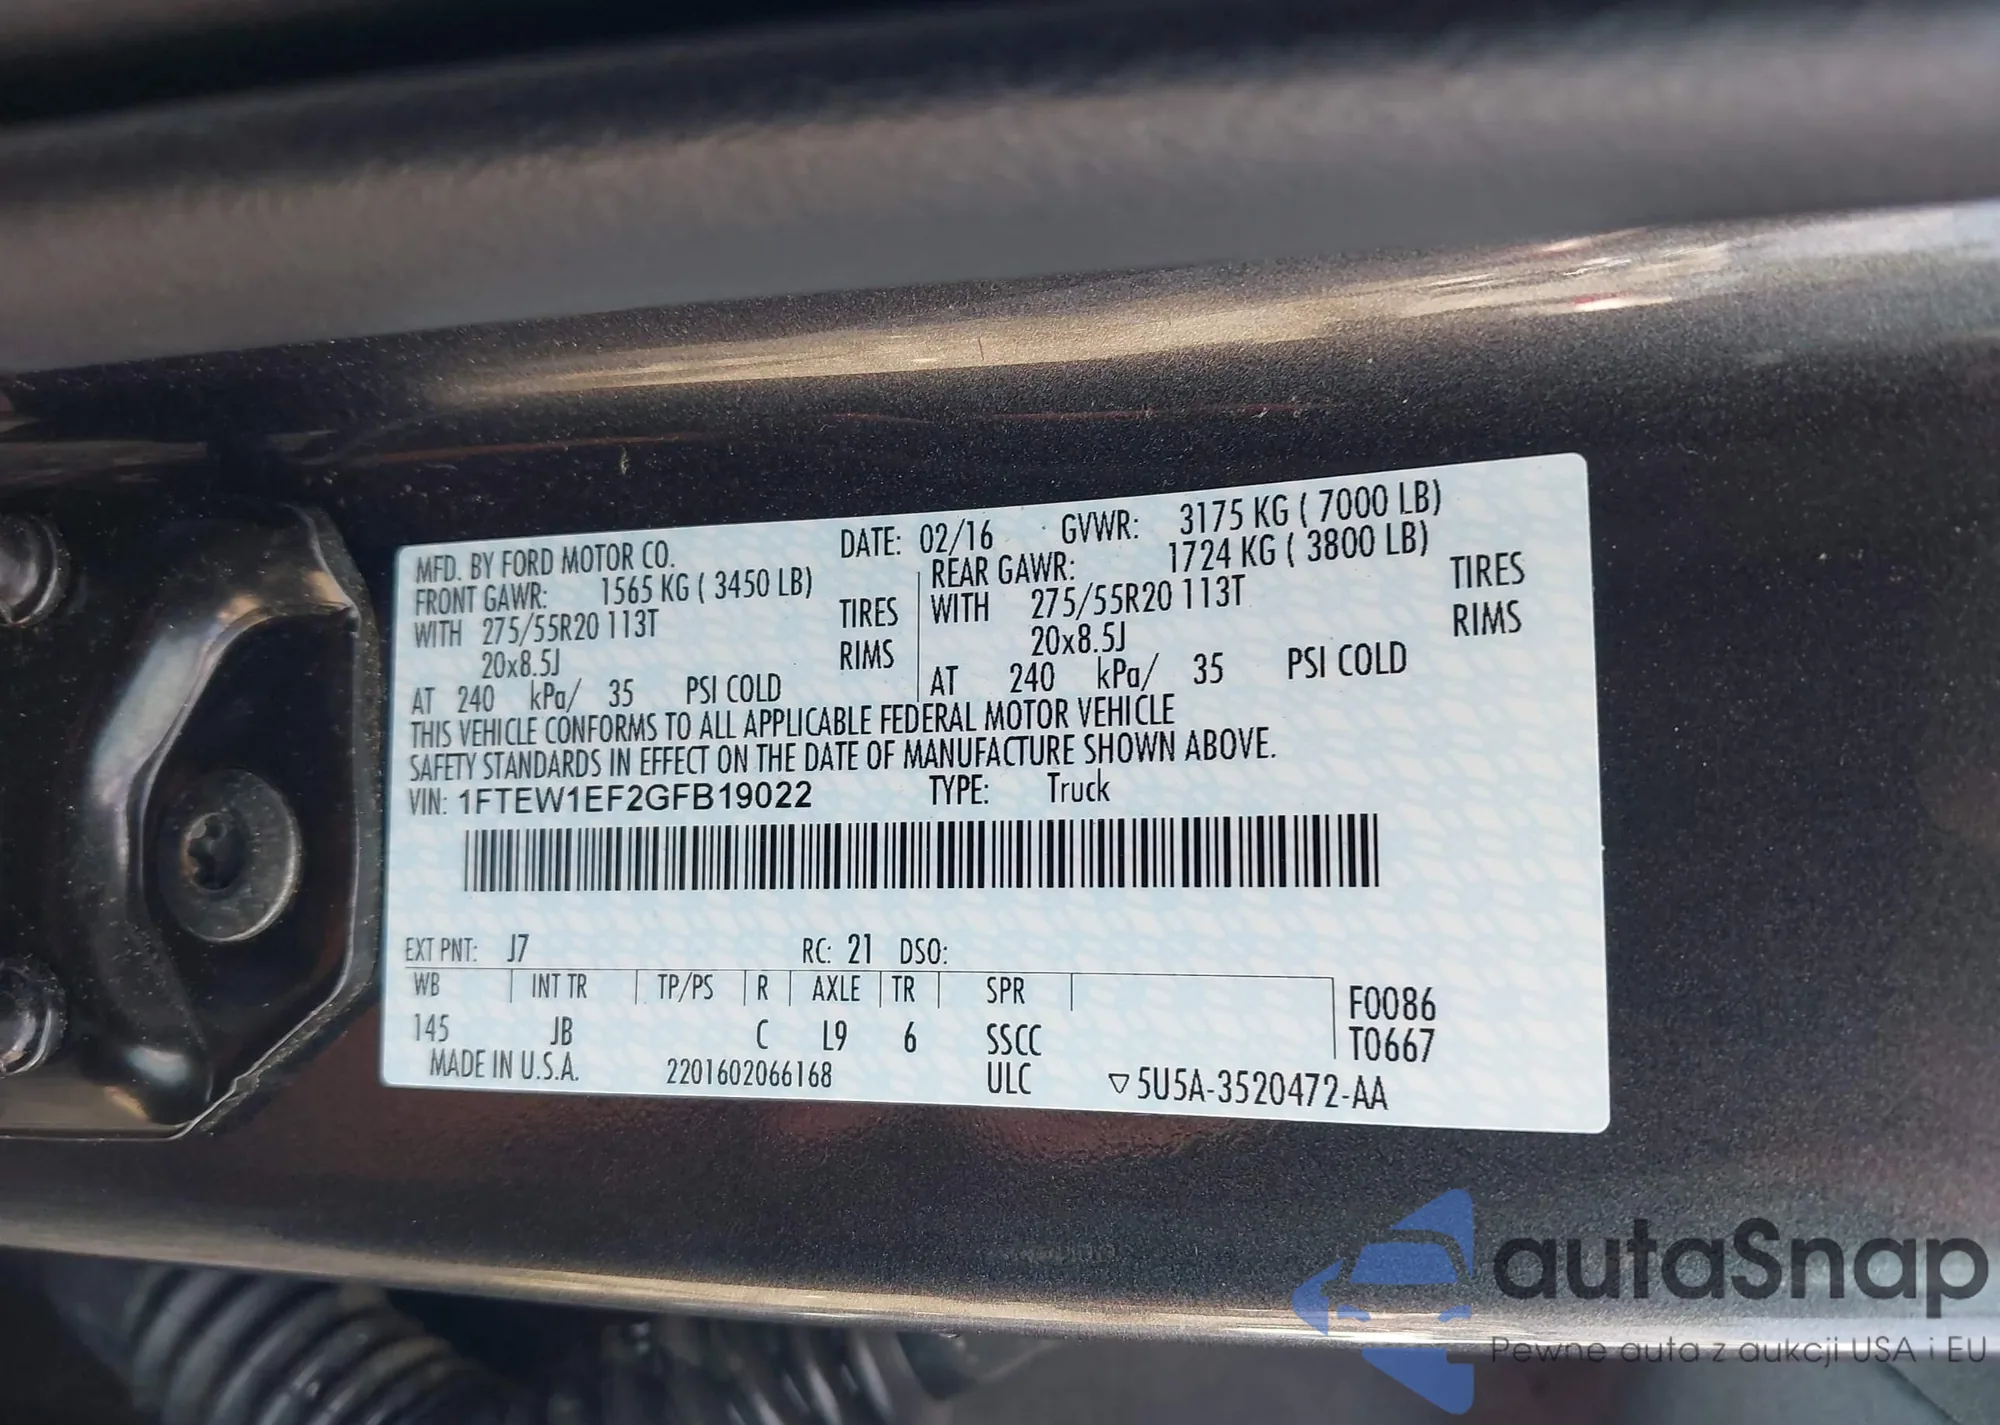 MFD. BY FORD MOTOR CO. DATE: 02/16 GVWR: 3175 KG ( 7000 LB)
FRONT GAWR: 1565 KG ( 3450 LB) REAR GAWR: 1724 KG ( 3800 LB)
WITH 275/55R20 113T TIRES WITH 275/55R20 113T TIRES
20x8.5J RIMS 20x8.5J RIMS
AT 240 kPa/ 35 PSI COLD AT 240 kPa/ 35 PSI COLD
THIS VEHICLE CONFORMS TO ALL APPLICABLE FEDERAL MOTOR VEHICLE
SAFETY STANDARDS IN EFFECT ON THE DATE OF MANUFACTURE SHOWN ABOVE.
VIN: 1FTEW1EF2GFB19022 TYPE: Truck
EXT PNT: J7 RC: 21 DSO:
WB INT TR TP/PS R AXLE TR SPR F0086
145 JB C L9 6 SSCC T0667
MADE IN U.S.A. 2201602066168 ULC ▽5U5A-3520472-AA
autaSnap
Pewne auta z aukcji USA i EU